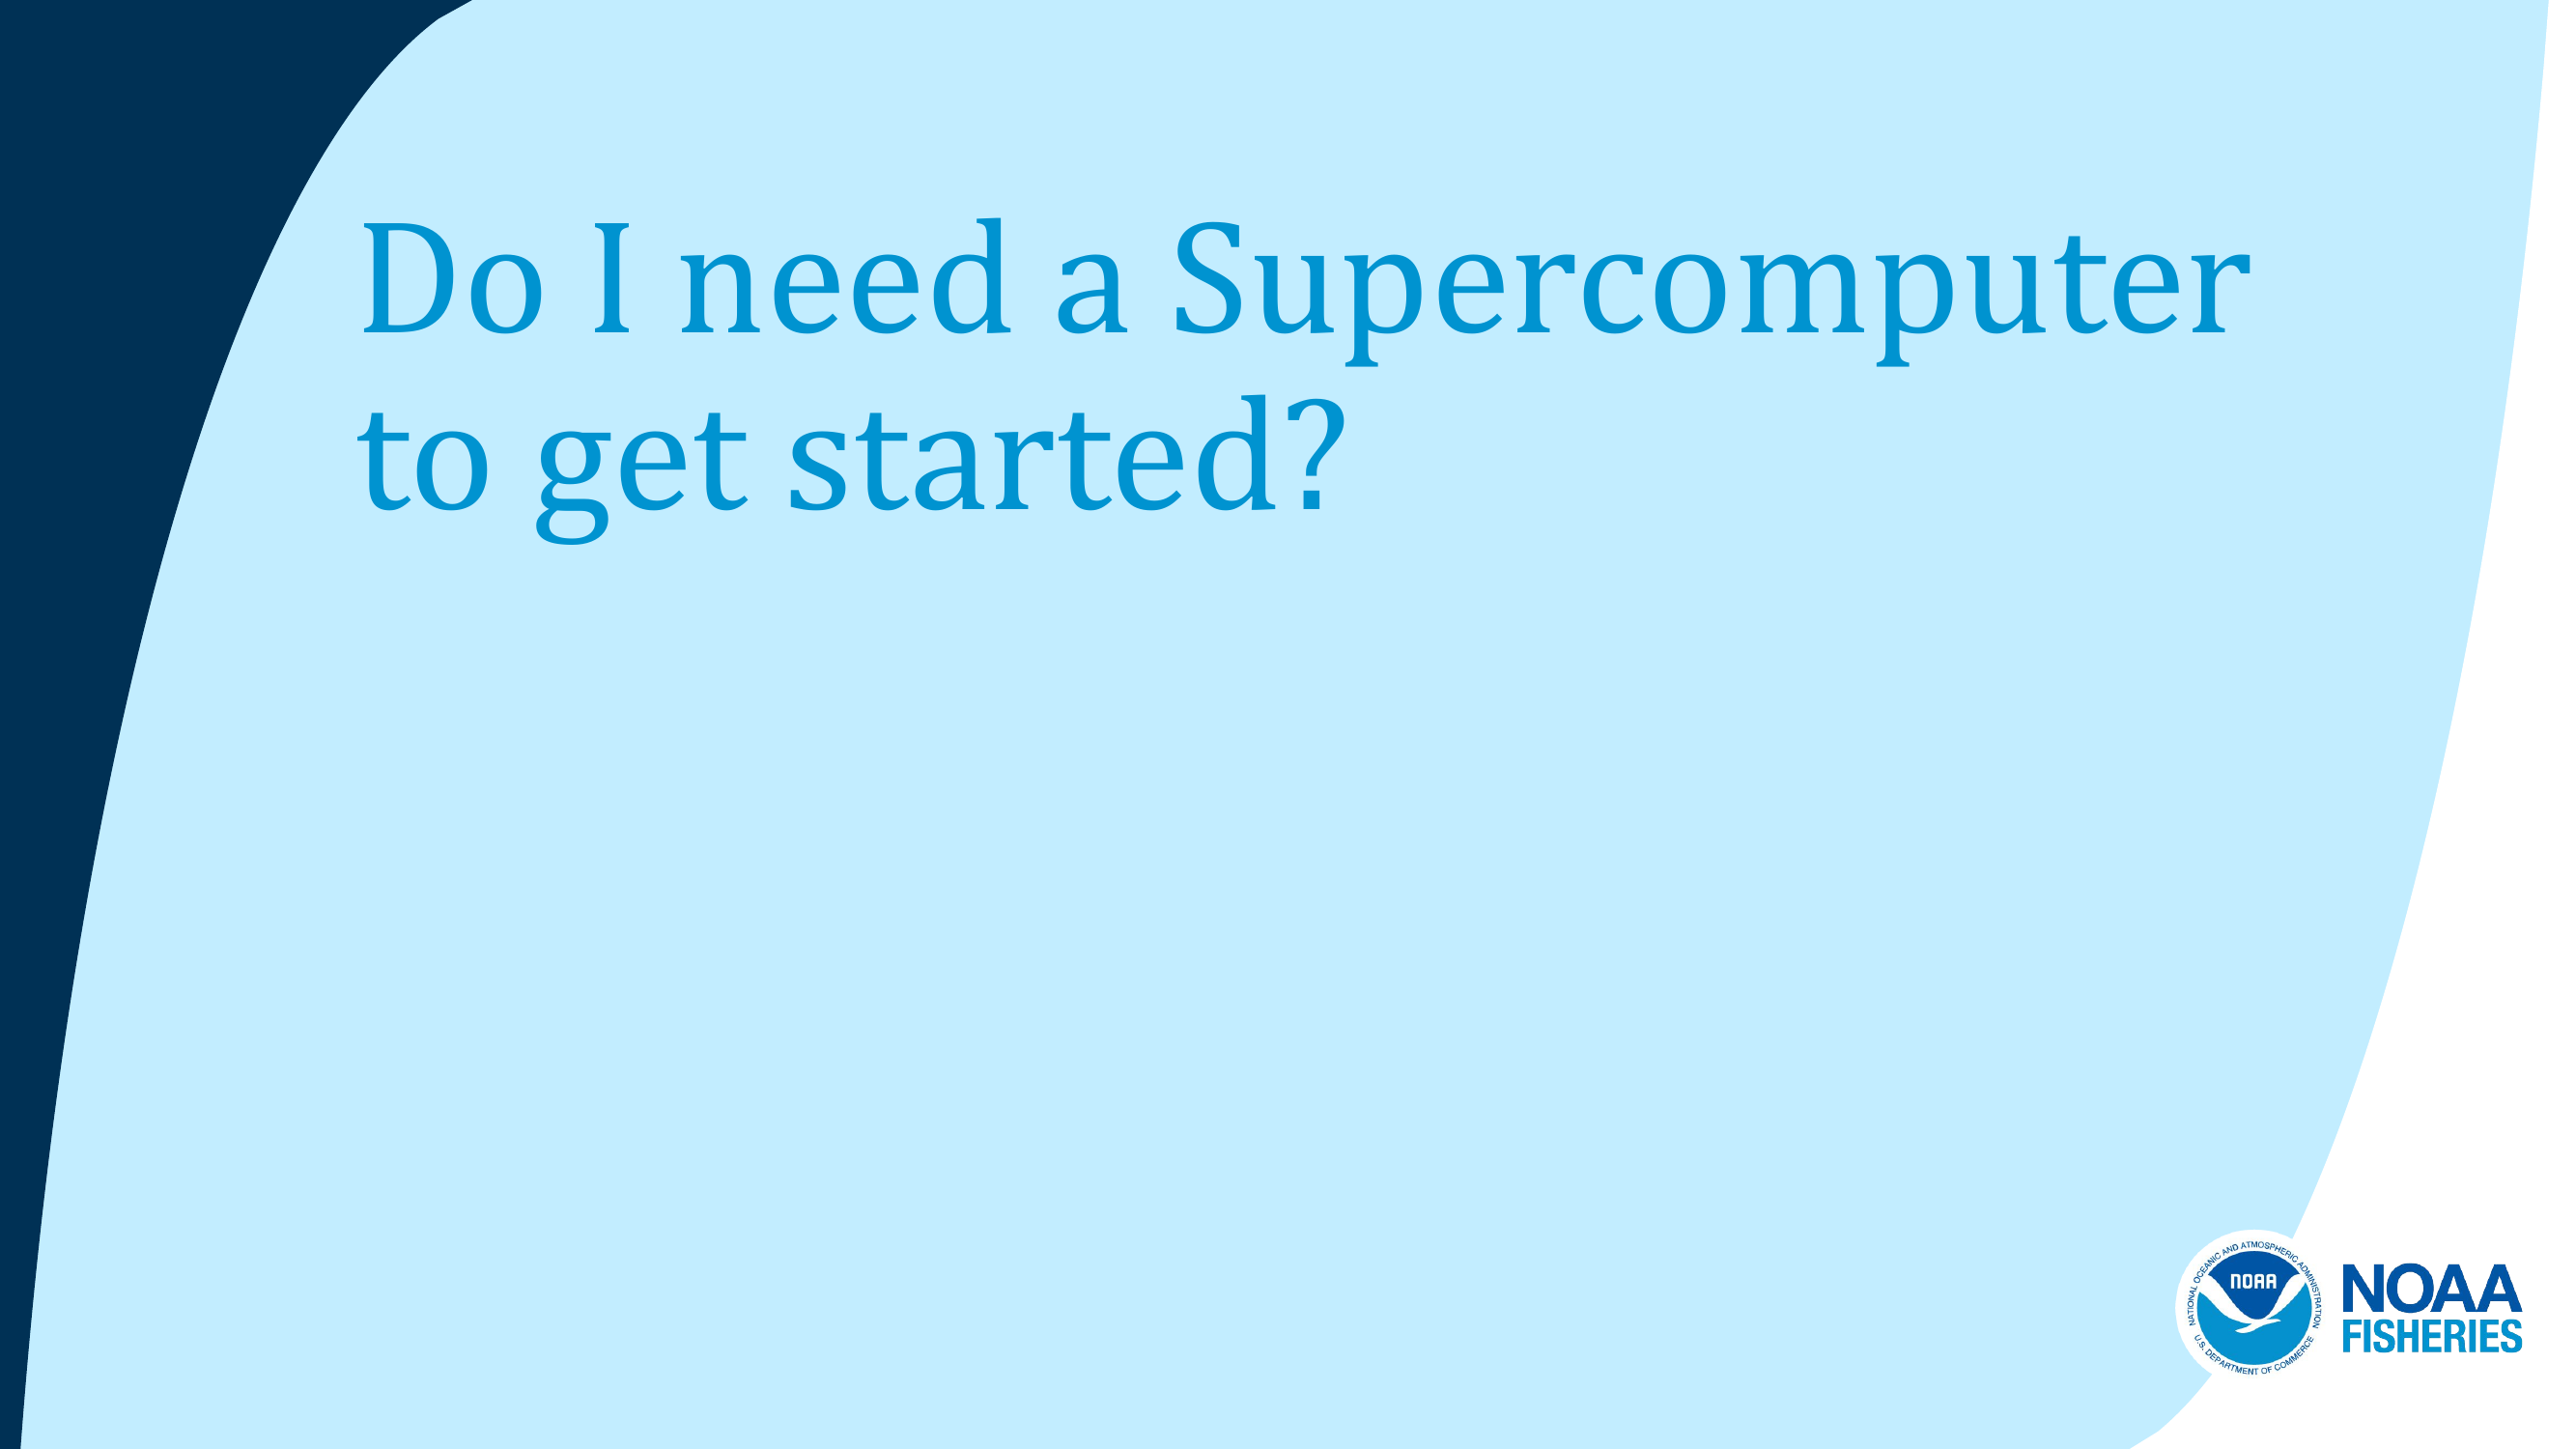 Do I need a Supercomputer
to get started?
NATIONAL OCEANIC AND ATMOSPHERIC ADMINISTRATION
NOAA
U.S. DEPARTMENT OF COMMERCE
NOAA
FISHERIES